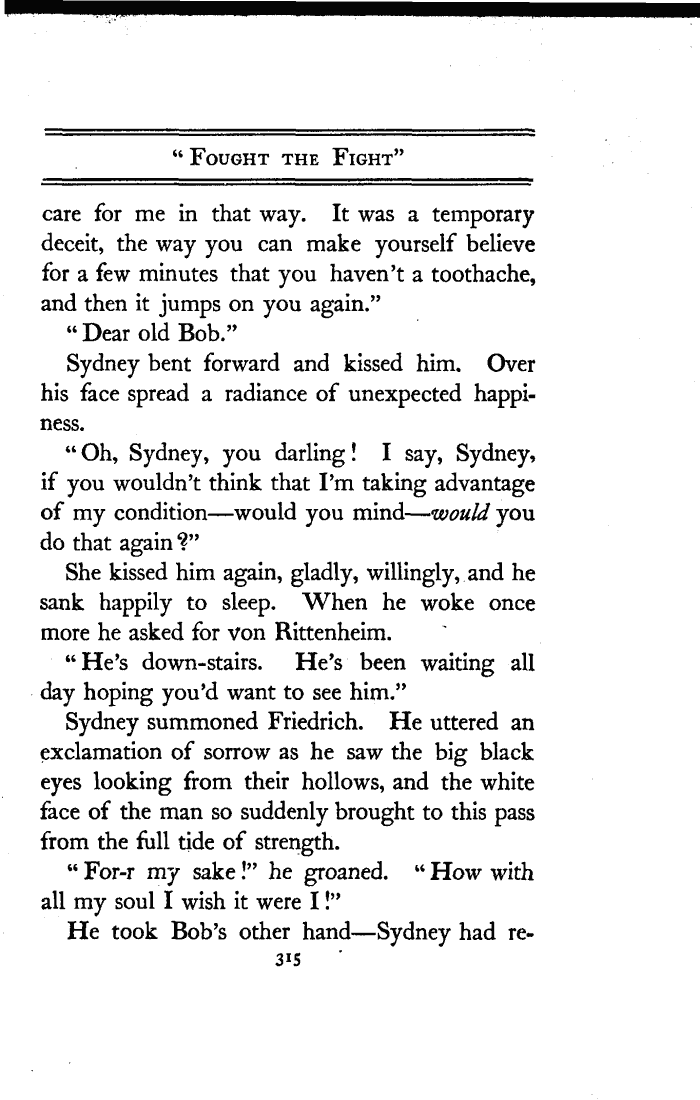 “ Fought the Fight”
care for me in that way. It was a temporary
deceit, the way you can make yourself believe
for a few minutes that you haven’t a toothache,
and then it jumps on you again.”
“ Dear old Bob.”
Sydney bent forward and kissed him. Over
his face spread a radiance of unexpected happi-
ness.
“ Oh, Sydney, you darling! I say, Sydney,
if you wouldn’t think that I’m taking advantage
of my condition—would you mind—would you
do that again?”
She kissed him again, gladly, willingly, and he
sank happily to sleep. When he woke once
more he asked for von Rittenheim.
“ He’s down-stairs. He’s been waiting all
day hoping you’d want to see him.”
Sydney summoned Friedrich. He uttered an
exclamation of sorrow as he saw the big black
eyes looking from their hollows, and the white
face of the man so suddenly brought to this pass
from the full tide of strength.
“ For-r my sake!” he groaned. “ How with
all my soul I wish it were I!”
He took Bob’s other hand—Sydney had re-
315